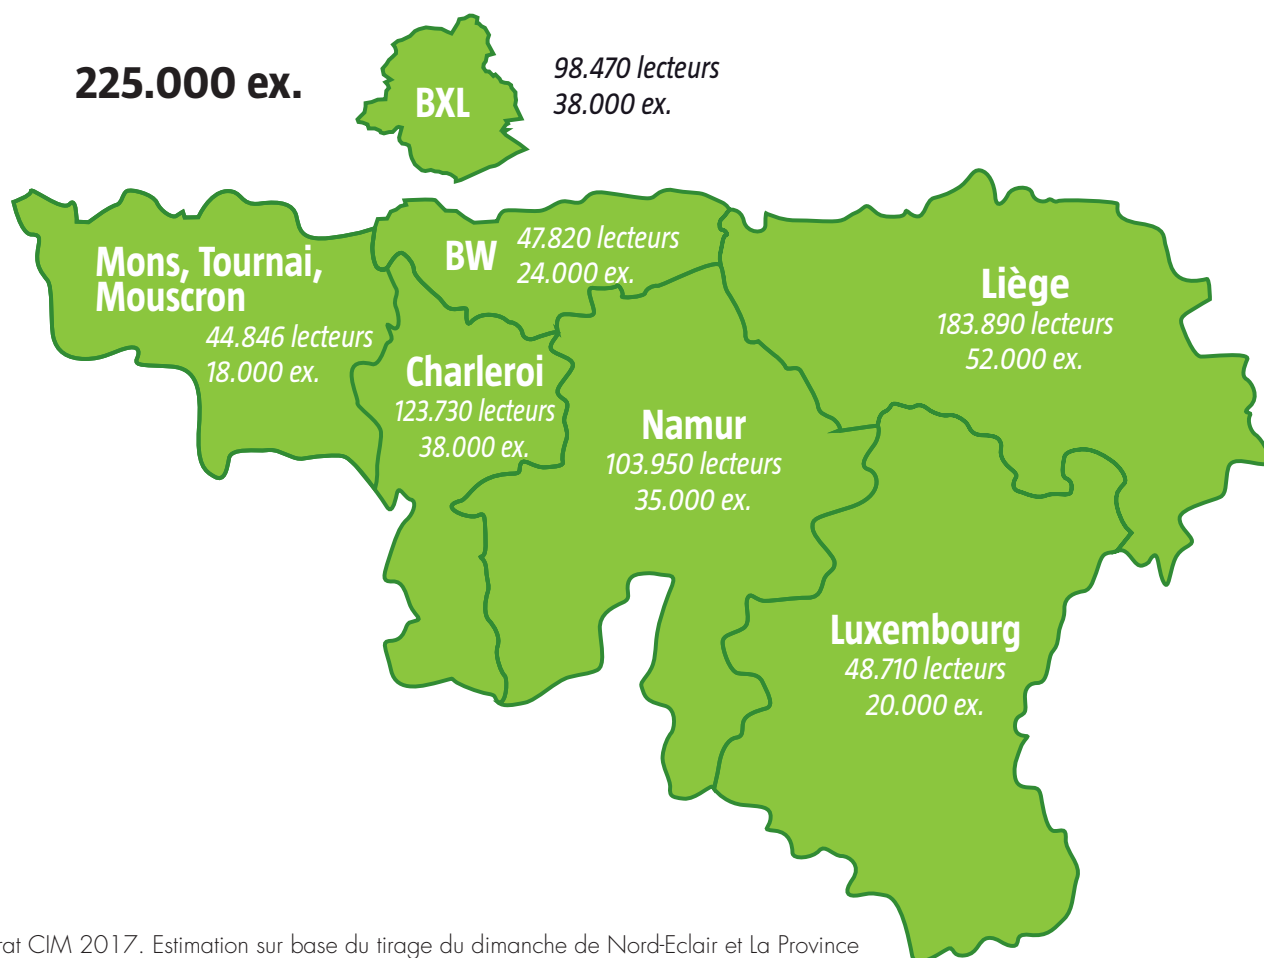 225.000 ex.
BXL
98.470 lecteurs
38.000 ex.
Mons, Tournai,
Mouscron
44.846 lecteurs
18.000 ex.
BW
47.820 lecteurs
24.000 ex.
Liège
183.890 lecteurs
52.000 ex.
Charleroi
123.730 lecteurs
38.000 ex.
Namur
103.950 lecteurs
35.000 ex.
Luxembourg
48.710 lecteurs
20.000 ex.
CIM 2017. Estimation sur base du tirage du dimanche de Nord-Eclair et La Province